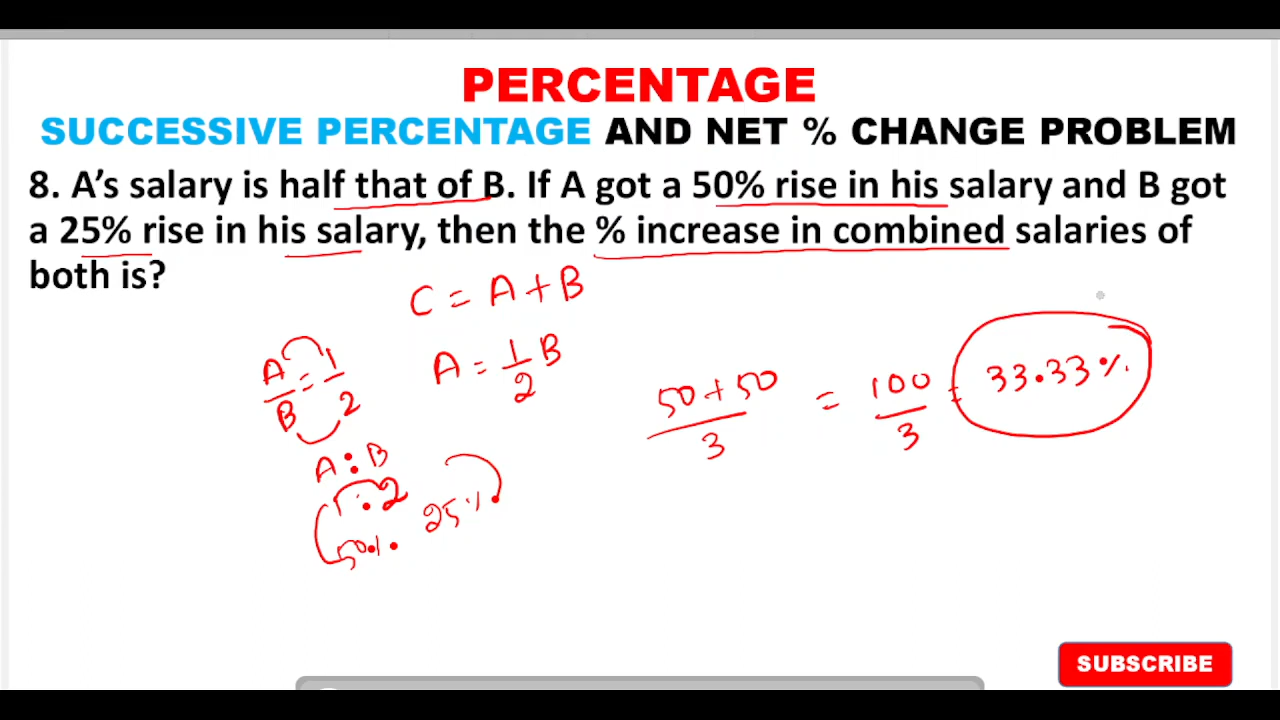 PERCENTAGE
SUCCESSIVE PERCENTAGE AND NET % CHANGE PROBLEM
8. A’s salary is half that of B. If A got a 50% rise in his salary and B got
a 25% rise in his salary, then the % increase in combined salaries of
both is?
C = A + B
A/B = 1/2
A = 1/2 B
A : B
1 : 2
50%. 25%
(50 + 50)/3 = 100/3 = 33.33%
SUBSCRIBE